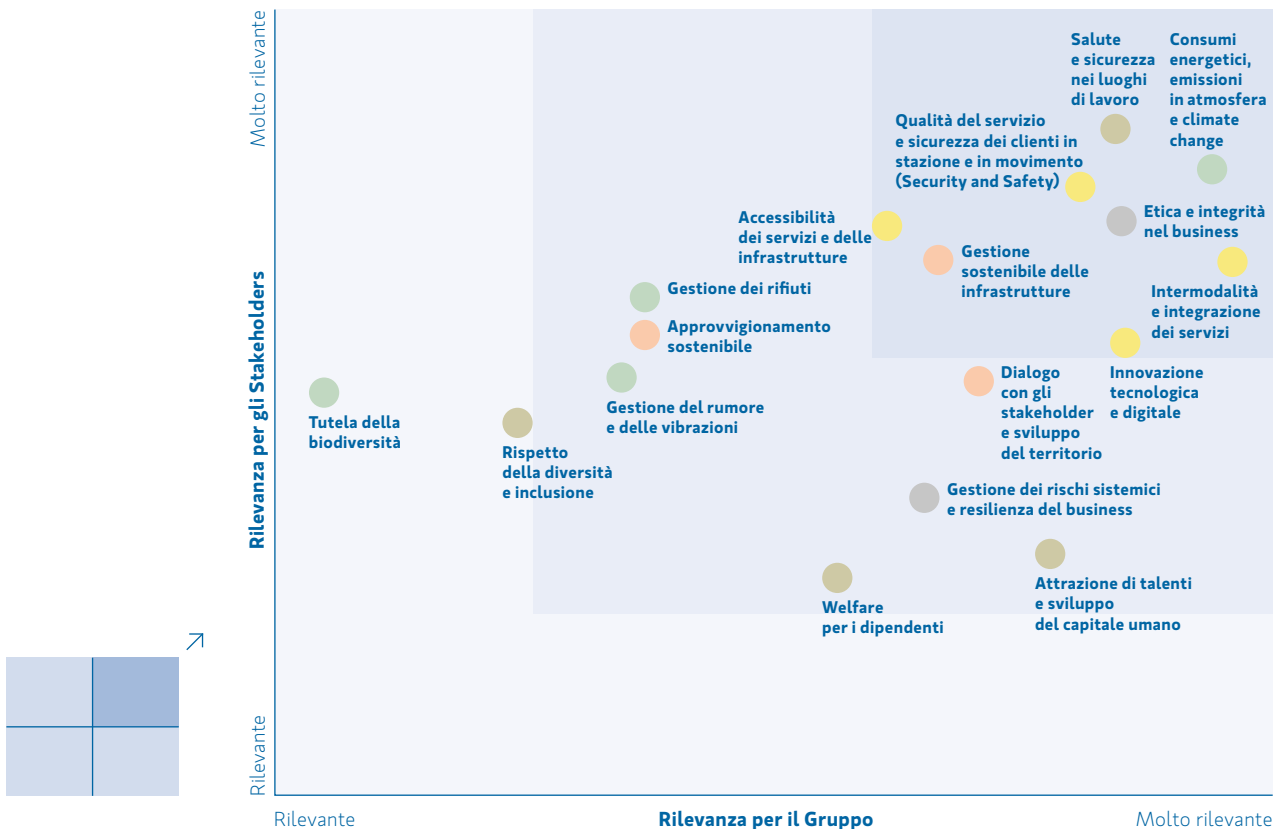 Molto rilevante
Rilevanza per gli Stakeholders
Rilevante
Salute
e sicurezza
nei luoghi
di lavoro
Consumi
energetici,
emissioni
in atmosfera
e climate
change
Qualità del servizio
e sicurezza dei clienti in
stazione e in movimento
(Security and Safety)
Etica e integrità
nel business
Accessibilità
dei servizi e delle
infrastrutture
Gestione
sostenibile delle
infrastrutture
Intermodalità
e integrazione
dei servizi
Gestione dei rifiuti
Approvvigionamento
sostenibile
Gestione del rumore
e delle vibrazioni
Dialogo
con gli
stakeholder
e sviluppo
del territorio
Innovazione
tecnologica
e digitale
Tutela della
biodiversità
Rispetto
della diversità
e inclusione
Gestione dei rischi sistemici
e resilienza del business
Welfare
per i dipendenti
Attrazione di talenti
e sviluppo
del capitale umano
Rilevante
Rilevanza per il Gruppo
Molto rilevante